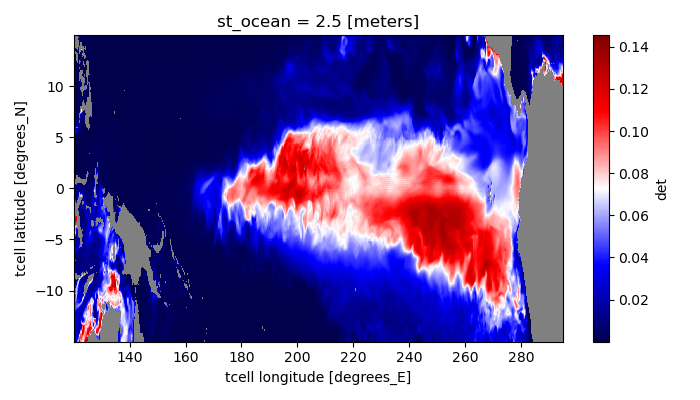 st_ocean = 2.5 [meters]
10
5
0
−5
−10
tcell latitude [degrees_N]
140 160 180 200 220 240 260 280
tcell longitude [degrees_E]
0.14
0.12
0.10
0.08
0.06
0.04
0.02
det